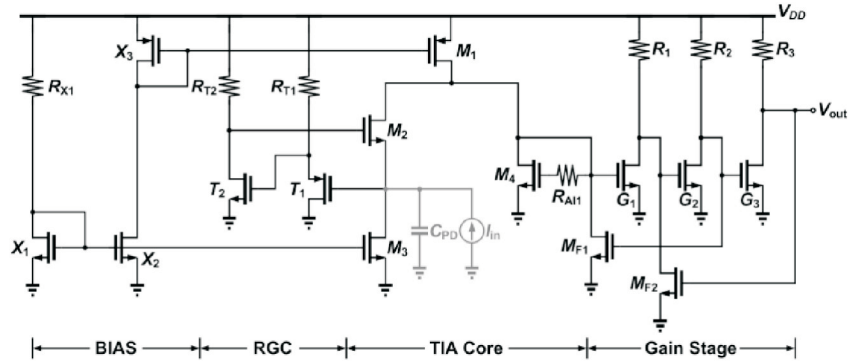 V_DD
X_3
M_1
R_1
R_2
R_3
R_X1
R_T2
R_T1
V_out
M_2
T_2
T_1
M_4
R_AI1
G_1
G_2
G_3
X_1
X_2
M_3
C_PD
I_in
M_F1
M_F2
BIAS
RGC
TIA Core
Gain Stage